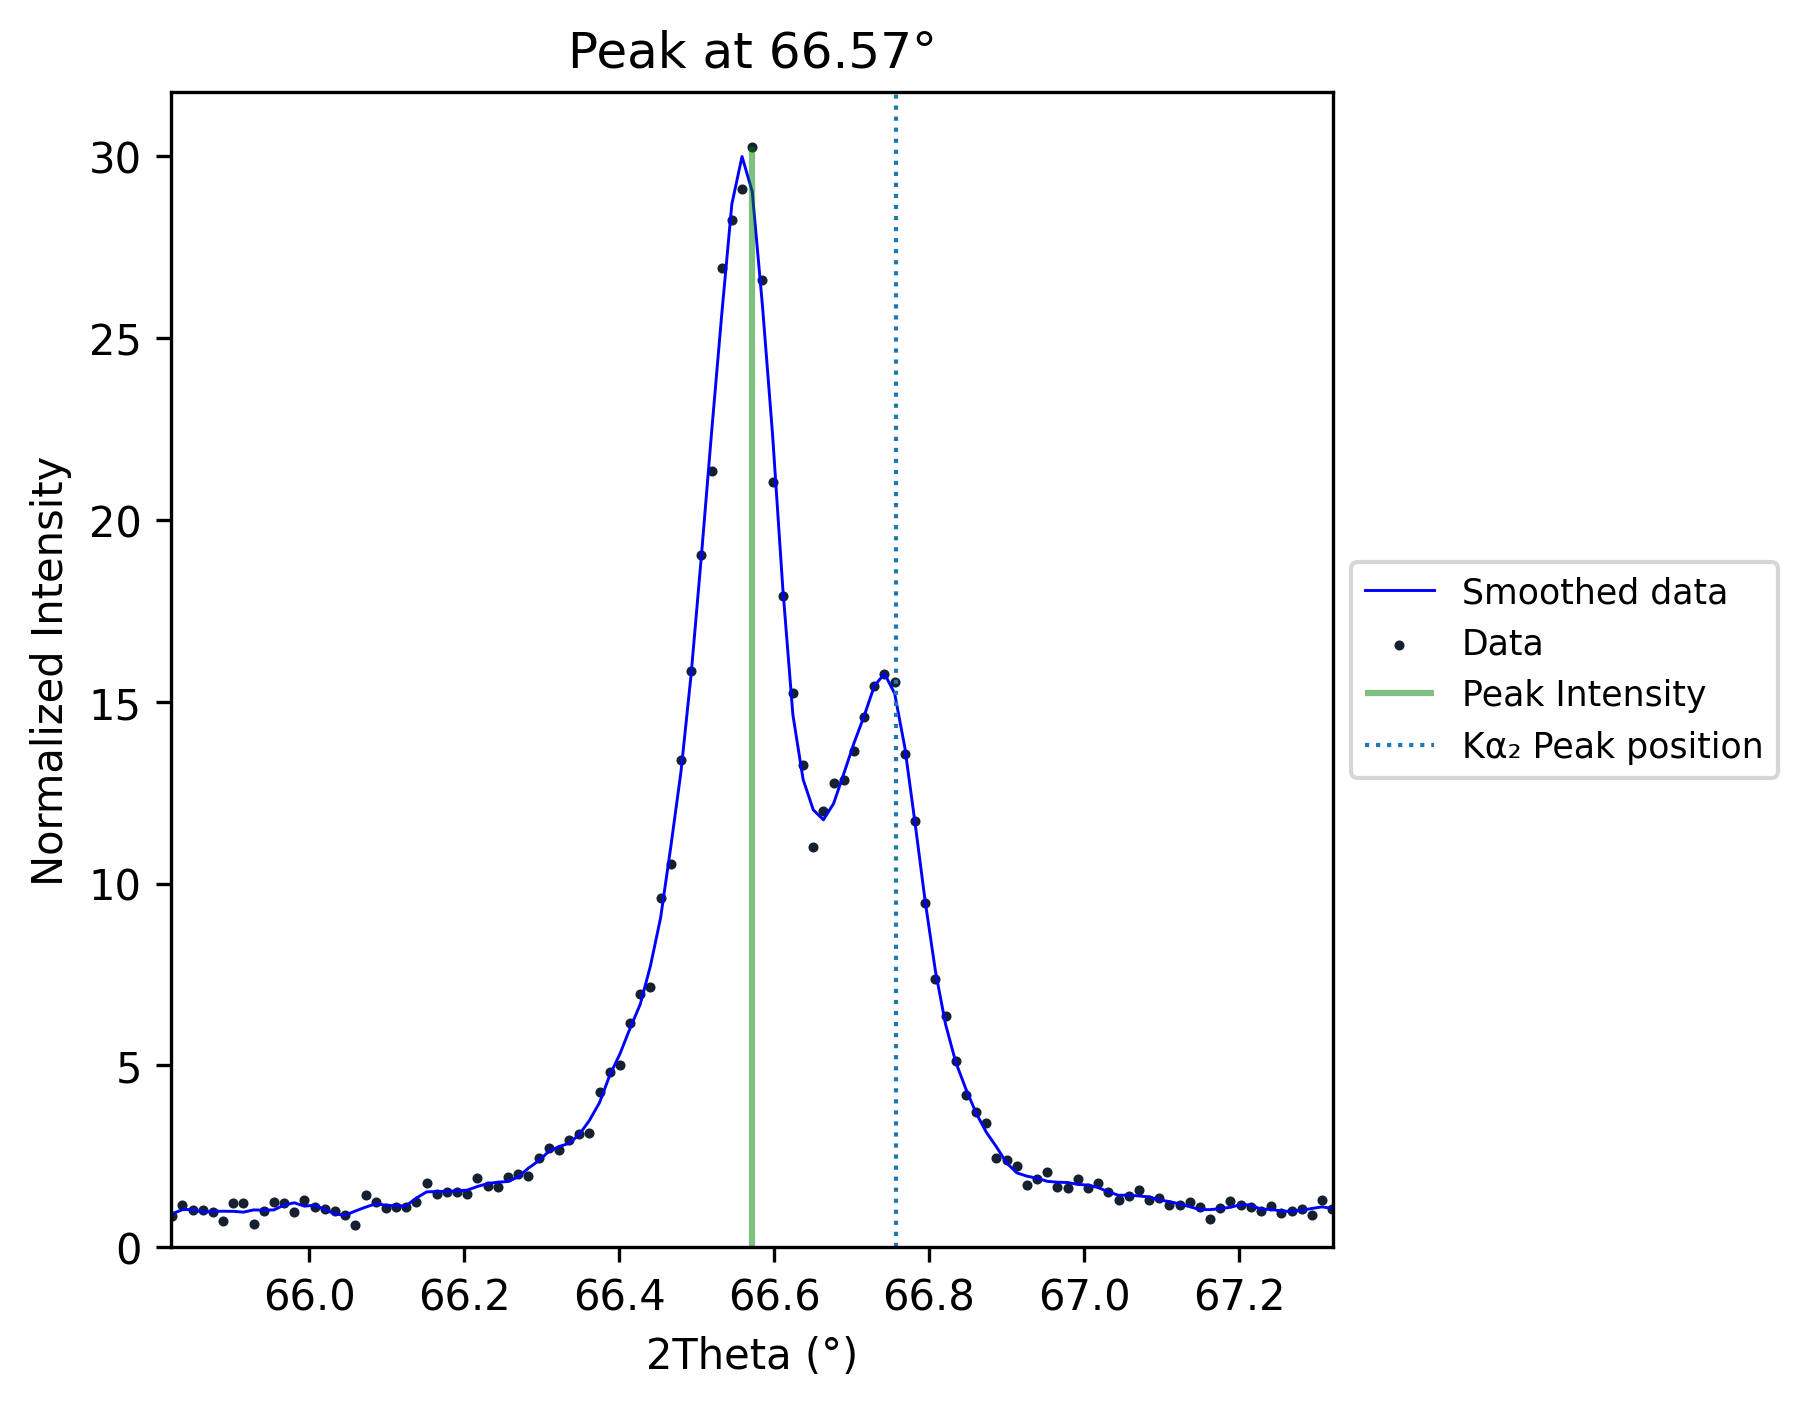 Peak at 66.57°
Normalized Intensity
30
25
20
15
10
5
0
66.0 66.2 66.4 66.6 66.8 67.0 67.2
2Theta (°)
Smoothed data
Data
Peak Intensity
Kα₂ Peak position